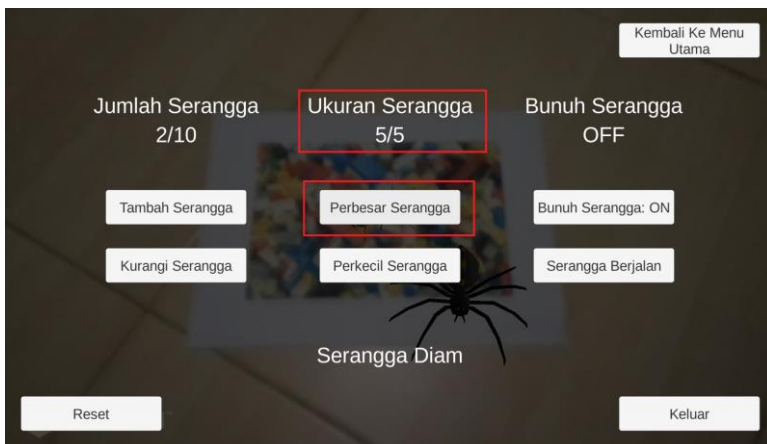 Kembali Ke Menu
Utama
Jumlah Serangga
2/10
Ukuran Serangga
5/5
Bunuh Serangga
OFF
Tambah Serangga
Perbesar Serangga
Bunuh Serangga: ON
Kurangi Serangga
Perkecil Serangga
Serangga Berjalan
Serangga Diam
Reset
Keluar